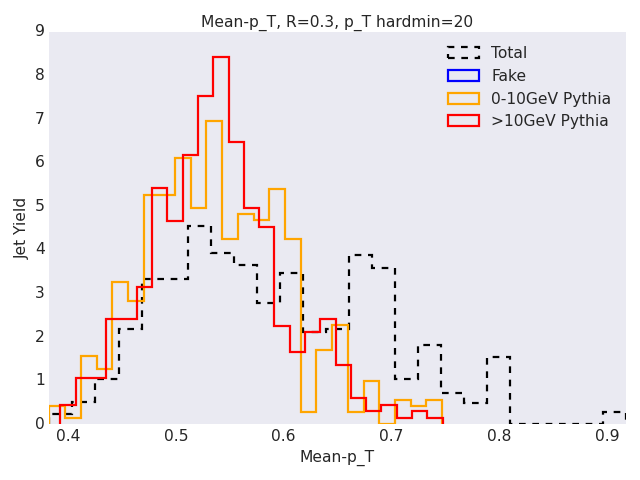 Mean-p_T, R=0.3, p_T hardmin=20
9
8
7
6
5
4
3
2
1
0
Jet Yield
Total
Fake
0-10GeV Pythia
>10GeV Pythia
0.4 0.5 0.6 0.7 0.8 0.9
Mean-p_T